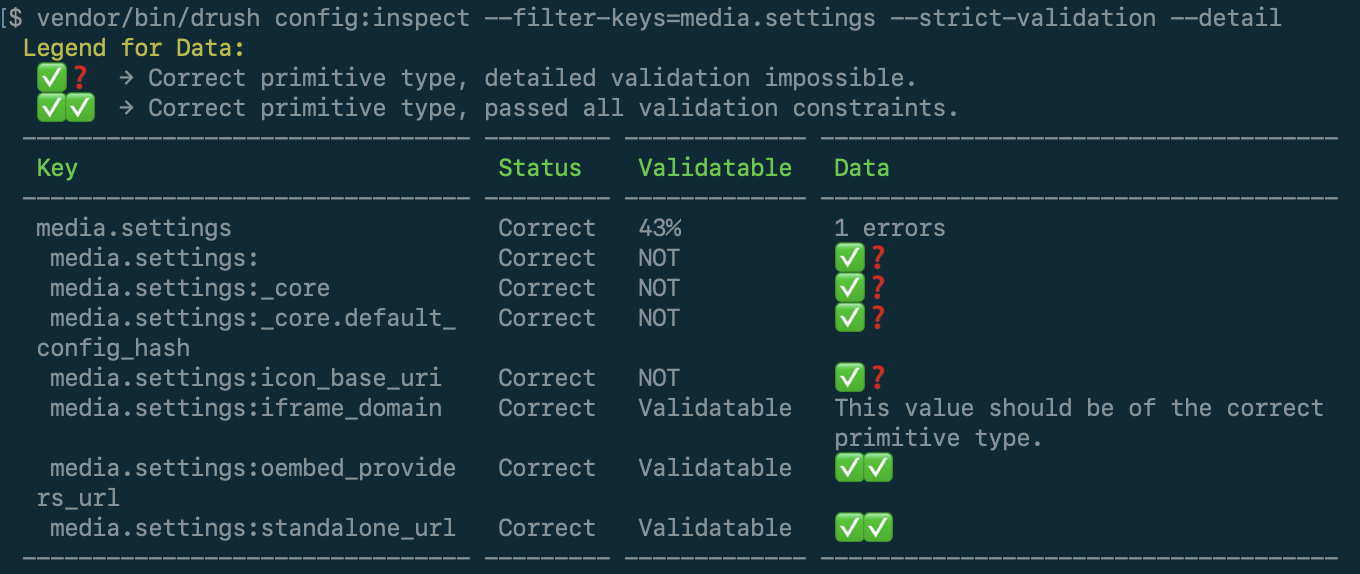 [$ vendor/bin/drush config:inspect --filter-keys=media.settings --strict-validation --detail
Legend for Data:
✅❓ → Correct primitive type, detailed validation impossible.
✅✅ → Correct primitive type, passed all validation constraints.
Key Status Validatable Data
media.settings Correct 43% 1 errors
media.settings: Correct NOT ✅❓
media.settings:_core Correct NOT ✅❓
media.settings:_core.default_ Correct NOT ✅❓
config_hash
media.settings:icon_base_uri Correct NOT ✅❓
media.settings:iframe_domain Correct Validatable This value should be of the correct
primitive type.
media.settings:oembed_provide Correct Validatable ✅✅
rs_url
media.settings:standalone_url Correct Validatable ✅✅